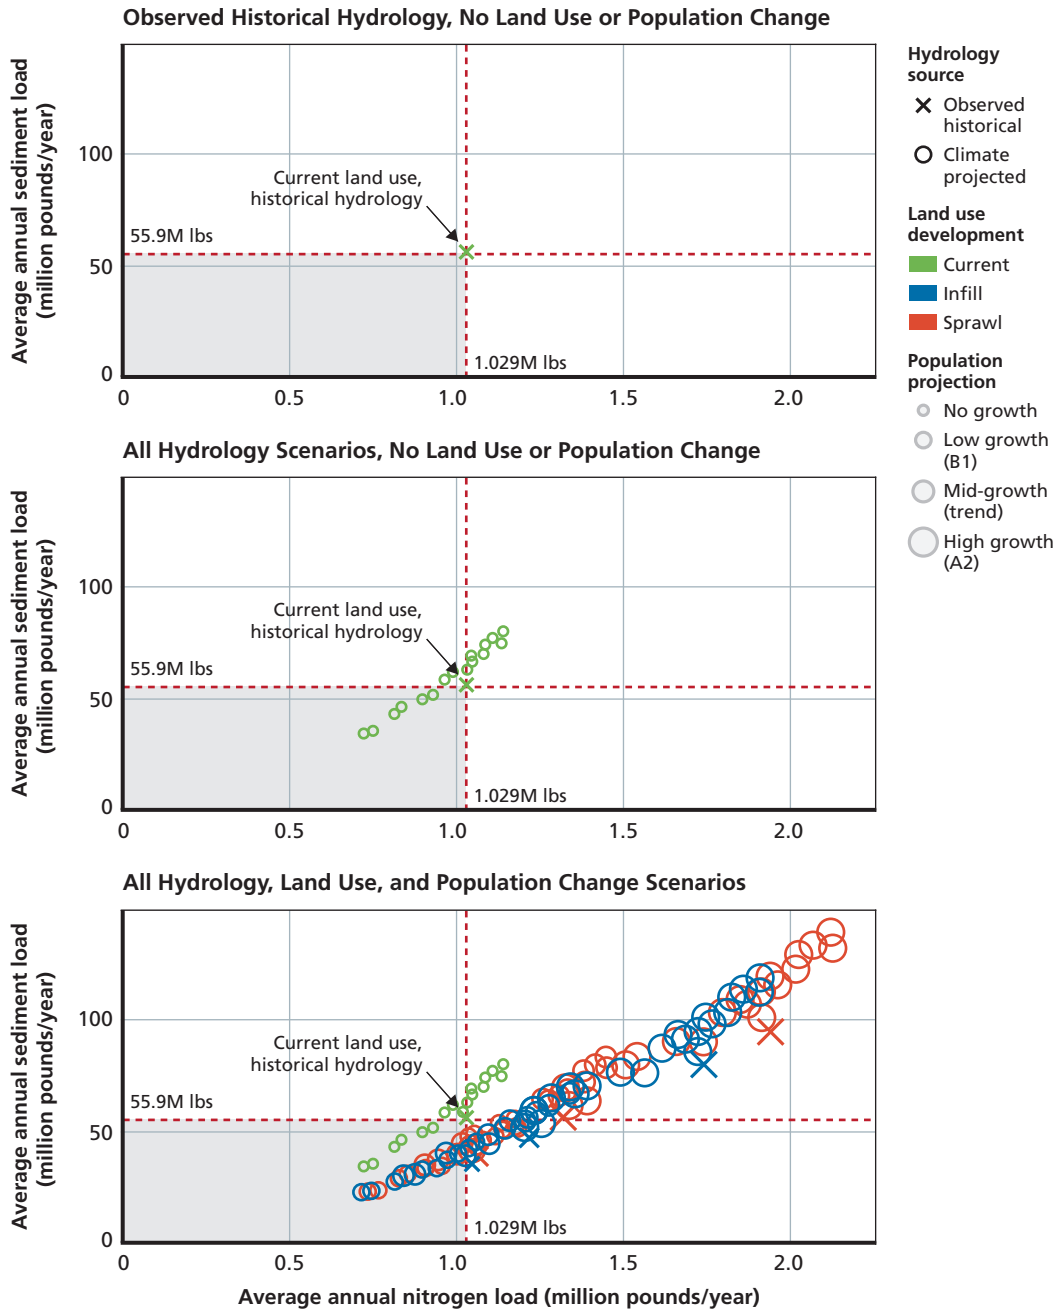 Observed Historical Hydrology, No Land Use or Population Change
Average annual sediment load
(million pounds/year)
100
50
0
Current land use,
historical hydrology
55.9M lbs
1.029M lbs
0
0.5
1.0
1.5
2.0
All Hydrology Scenarios, No Land Use or Population Change
Average annual sediment load
(million pounds/year)
100
50
0
Current land use,
historical hydrology
55.9M lbs
1.029M lbs
0
0.5
1.0
1.5
2.0
All Hydrology, Land Use, and Population Change Scenarios
Average annual sediment load
(million pounds/year)
100
50
0
Current land use,
historical hydrology
55.9M lbs
1.029M lbs
0
0.5
1.0
1.5
2.0
Average annual nitrogen load (million pounds/year)
Hydrology
source
Observed
historical
Climate
projected
Land use
development
Current
Infill
Sprawl
Population
projection
No growth
Low growth
(B1)
Mid-growth
(trend)
High growth
(A2)